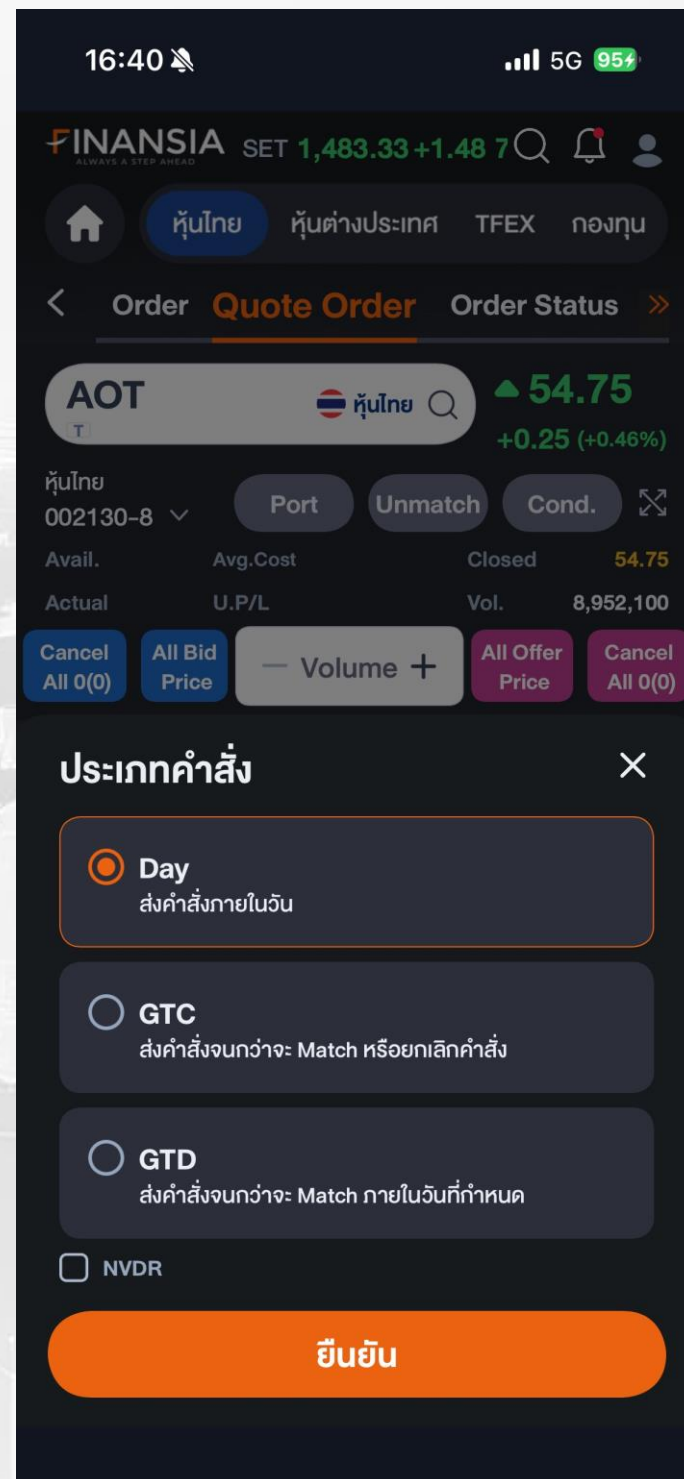 16:40 5G 95
FINANSIA SET 1,483.33 +1.48 7
ALWAYS A STEP AHEAD
หุ้นไทย หุ้นต่างประเทศ TFEX กองทุน
Order Quote Order Order Status »
AOT หุ้นไทย 54.75
T +0.25 (+0.46%)
หุ้นไทย
002130-8 Port Unmatch Cond.
Avail. Avg.Cost Closed 54.75
Actual U.P/L Vol. 8,952,100
Cancel All Bid — Volume + All Offer Cancel
All 0(0) Price Price All 0(0)
ประเภทคำสั่ง
Day
ส่งคำสั่งภายในวัน
GTC
ส่งคำสั่งจนกว่าจะ Match หรือยกเลิกคำสั่ง
GTD
ส่งคำสั่งจนกว่าจะ Match ภายในวันที่กำหนด
NVDR
ยืนยัน